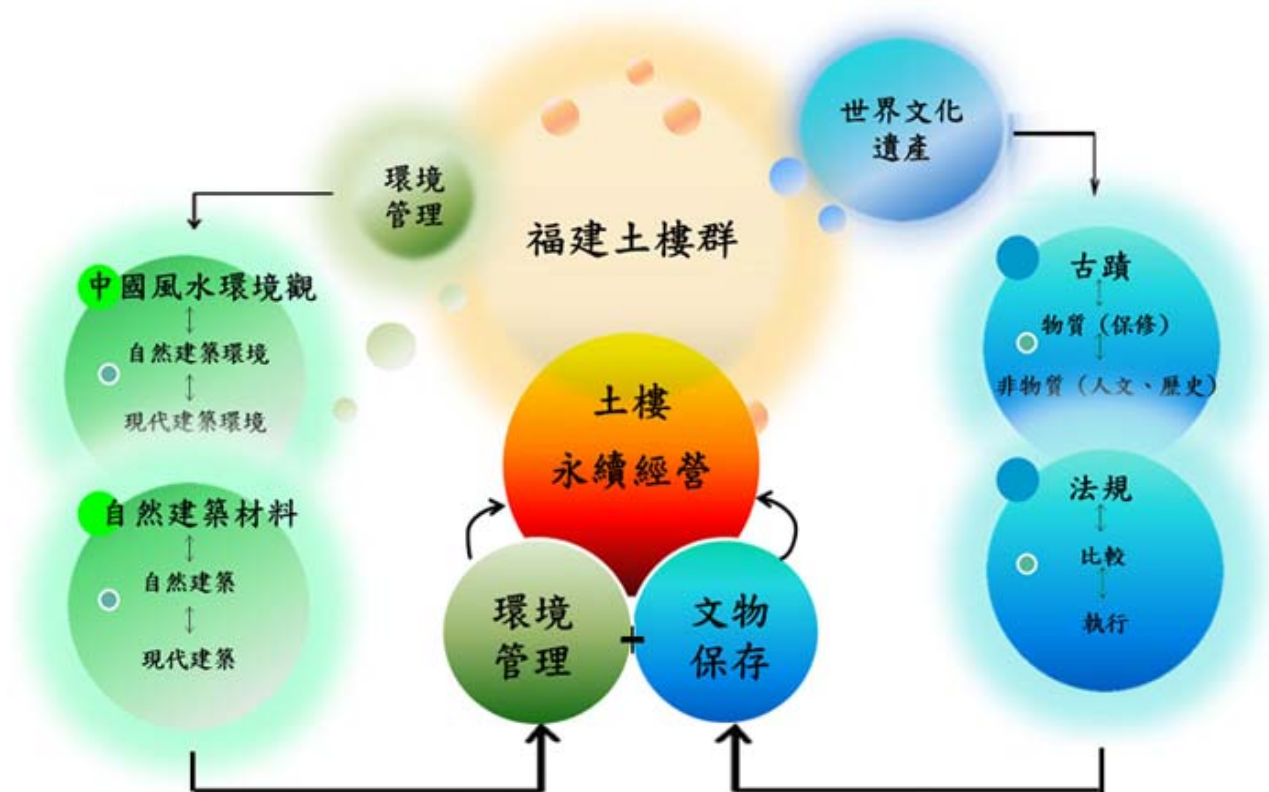 世界文化
遺產
環境
管理
福建土樓群
中國風水環境觀
自然建築環境
現代建築環境
自然建築材料
自然建築
現代建築
古蹟
物質（保修）
非物質（人文、歷史）
法規
比較
執行
土樓
永續經營
環境
管理
+
文物
保存